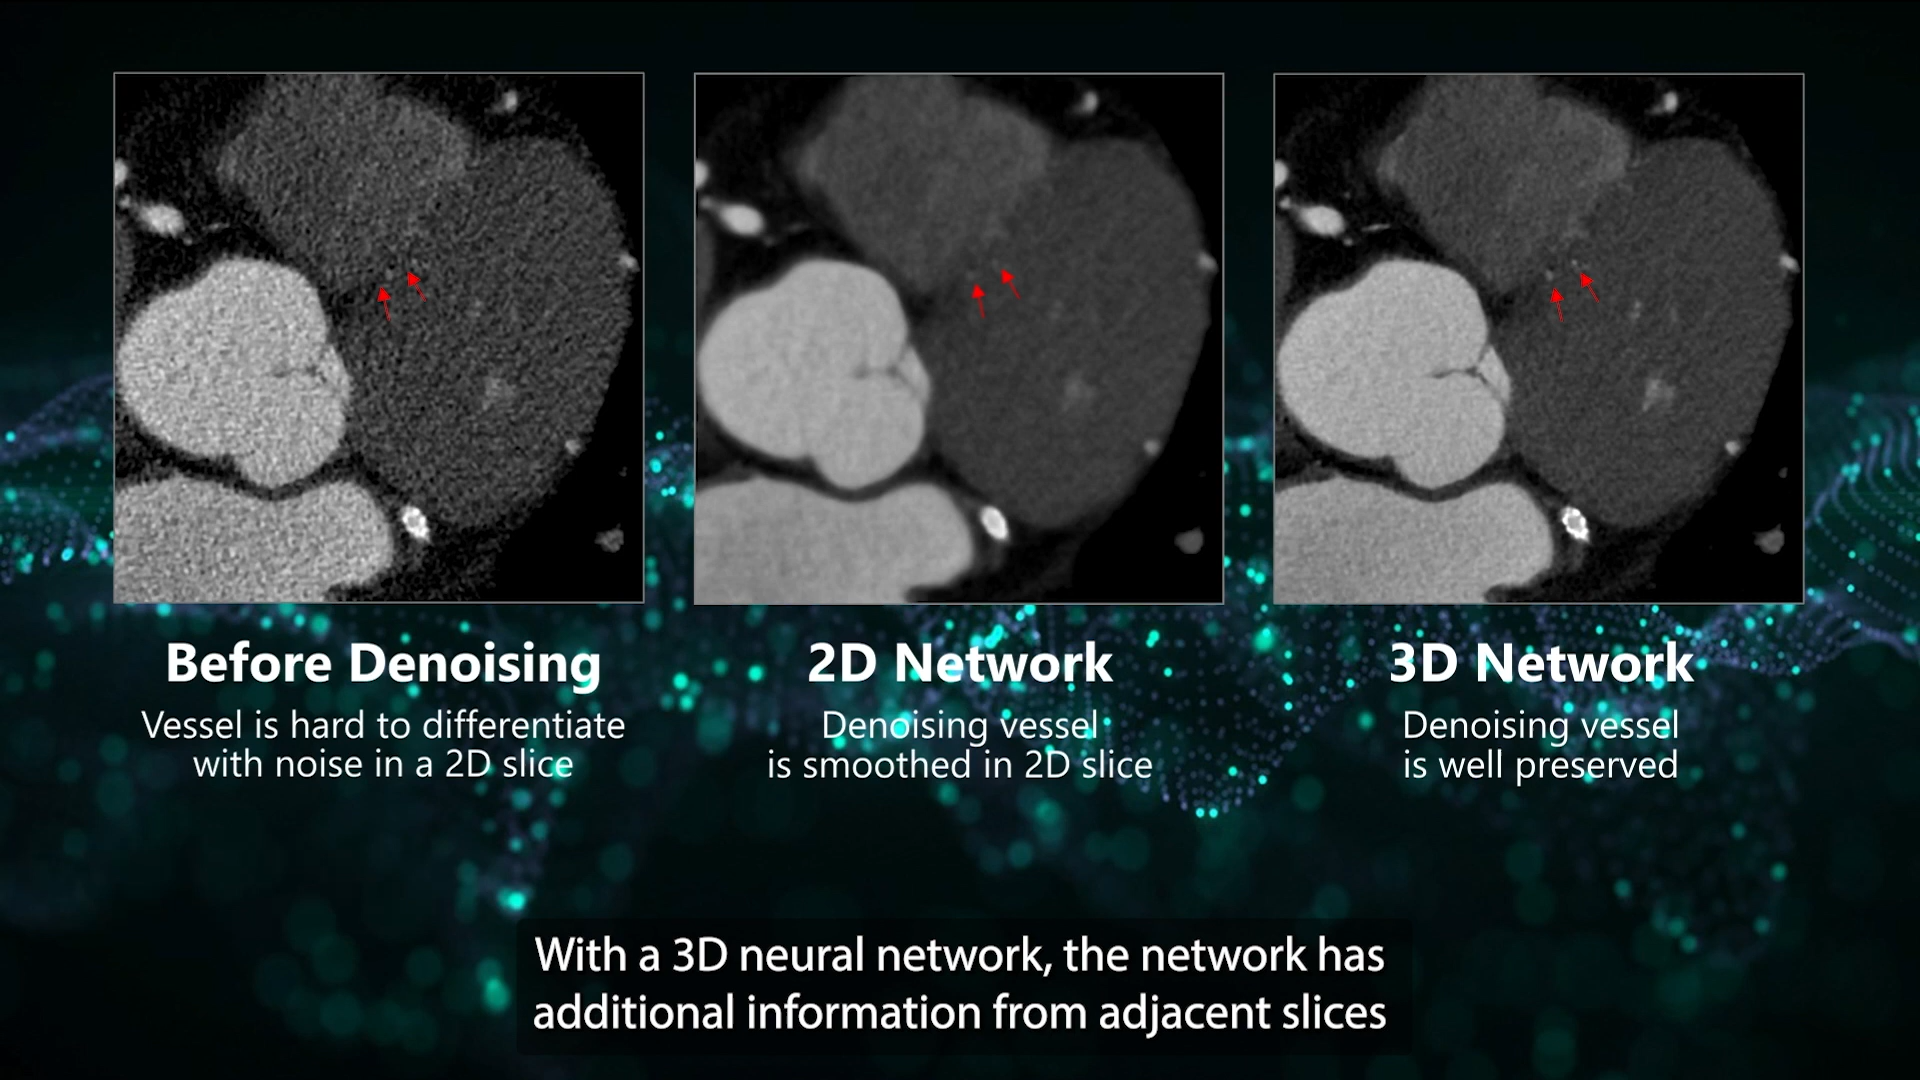 Before Denoising
Vessel is hard to differentiate
with noise in a 2D slice
2D Network
Denoising vessel
is smoothed in 2D slice
3D Network
Denoising vessel
is well preserved
With a 3D neural network, the network has
additional information from adjacent slices